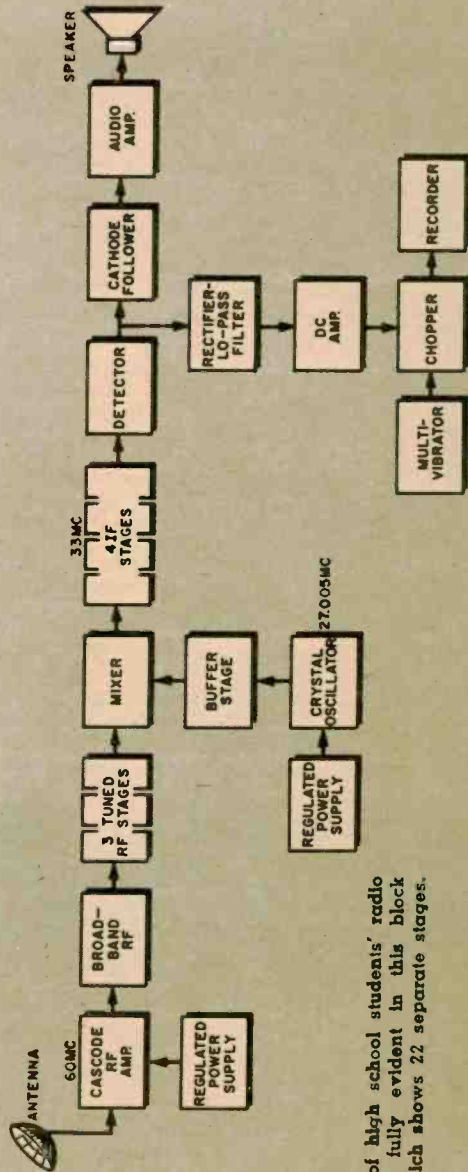 ANTENNA
60MC
CASCODE
RF
AMP.
REGULATED
POWER
SUPPLY
BROAD-
BAND
RF
3 TUNED
RF STAGES
MIXER
BUFFER
STAGE
CRYSTAL
OSCILLATOR
27.005MC
REGULATED
POWER
SUPPLY
33MC
4 IF
STAGES
DETECTOR
CATHODE
FOLLOWER
AUDIO
AMP.
SPEAKER
RECTIFIER-
LO-PASS
FILTER
DC
AMP.
CHOPPER
MULTI-
VIBRATOR
RECORDER
of high school students' radio
fully evident in this block
ich shows 22 separate stages.